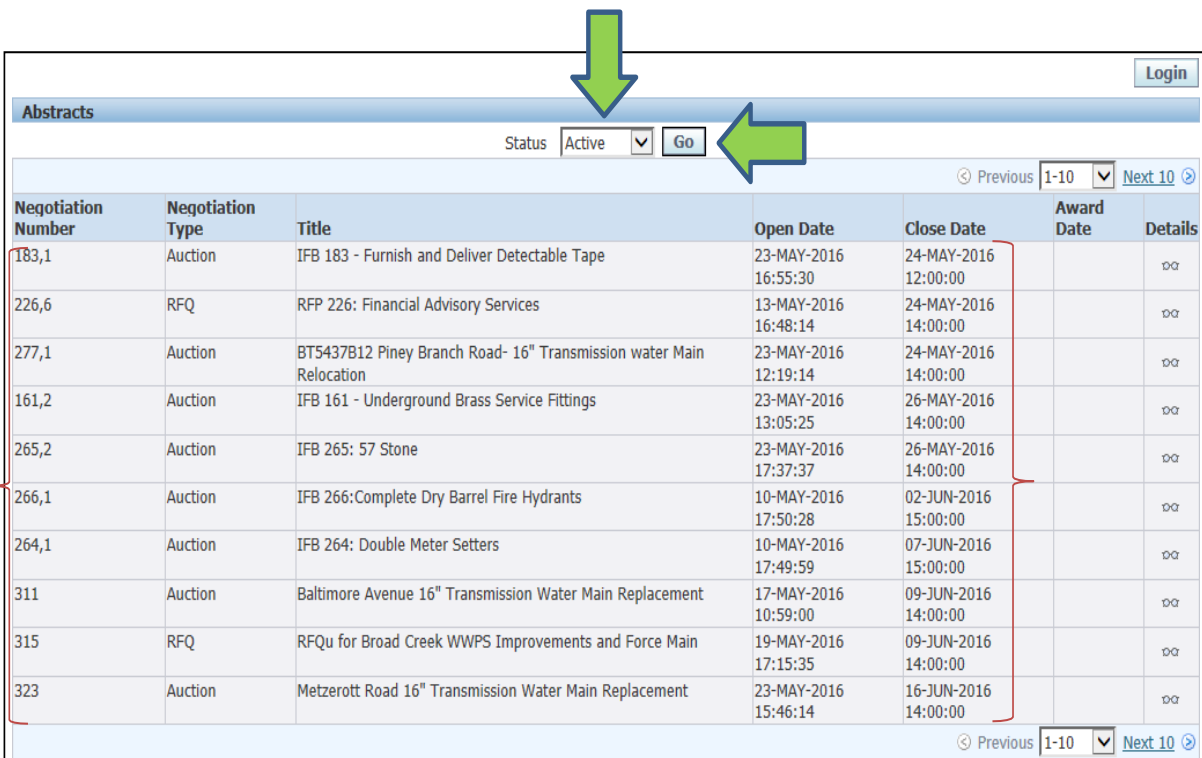 Login
Abstracts
Status Active Go
Previous 1-10 Next 10
Negotiation Number Negotiation Type Title Open Date Close Date Award Date Details
183,1 Auction IFB 183 - Furnish and Deliver Detectable Tape 23-MAY-2016 16:55:30 24-MAY-2016 12:00:00
226,6 RFQ RFP 226: Financial Advisory Services 13-MAY-2016 16:48:14 24-MAY-2016 14:00:00
277,1 Auction BT5437B12 Piney Branch Road- 16" Transmission water Main Relocation 23-MAY-2016 12:19:14 24-MAY-2016 14:00:00
161,2 Auction IFB 161 - Underground Brass Service Fittings 23-MAY-2016 13:05:25 26-MAY-2016 14:00:00
265,2 Auction IFB 265: 57 Stone 23-MAY-2016 17:37:37 26-MAY-2016 14:00:00
266,1 Auction IFB 266:Complete Dry Barrel Fire Hydrants 10-MAY-2016 17:50:28 02-JUN-2016 15:00:00
264,1 Auction IFB 264: Double Meter Setters 10-MAY-2016 17:49:59 07-JUN-2016 15:00:00
311 Auction Baltimore Avenue 16" Transmission Water Main Replacement 17-MAY-2016 10:59:00 09-JUN-2016 14:00:00
315 RFQ RFQu for Broad Creek WWPS Improvements and Force Main 19-MAY-2016 17:15:35 09-JUN-2016 14:00:00
323 Auction Metzerott Road 16" Transmission Water Main Replacement 23-MAY-2016 15:46:14 16-JUN-2016 14:00:00
Previous 1-10 Next 10